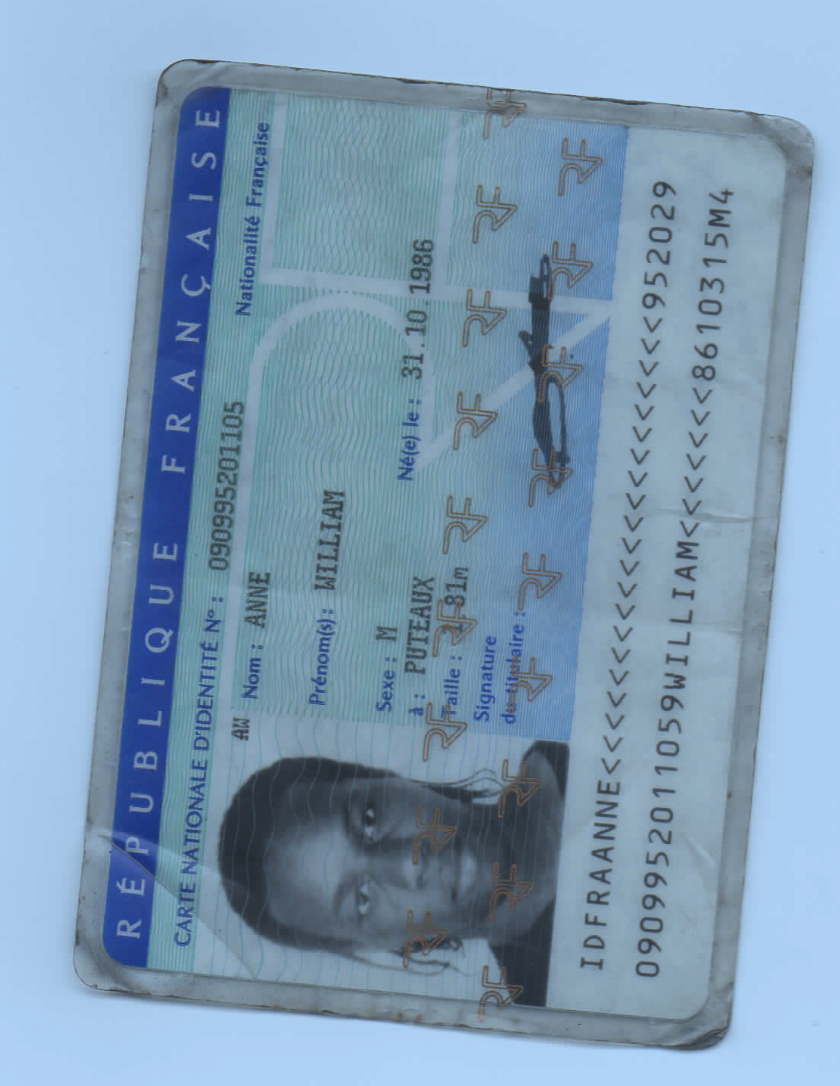 RÉPUBLIQUE FRANÇAISE
CARTE NATIONALE D'IDENTITÉ N° : 090995201105 Nationalité Française
AW Nom : ANNE
Prénom(s) : WILLIAM
Sexe : M Né(e) le : 31.10.1986
à : PUTEAUX
Taille : 1,81m
Signature
du titulaire :
IDFRAANNE<<<<<<<<<<<<<<<<<<<<<952029
0909952011059WILLIAM<<<<<<<8610315M4